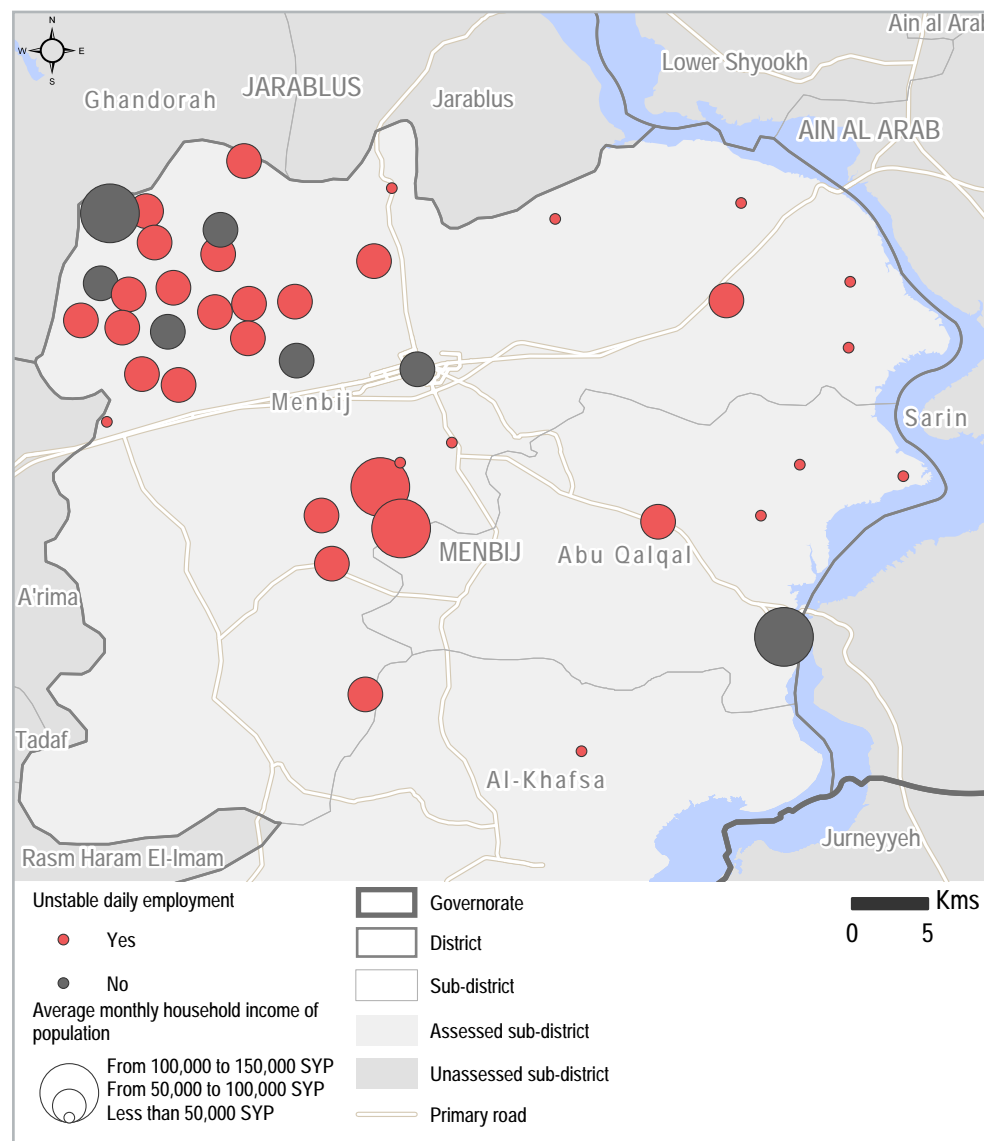 N
W E
S
Ain al Arab
Lower Shyookh
JARABLUS
Ghandorah
Jarablus
AIN AL ARAB
Menbij
Sarin
MENBIJ
Abu Qalqal
A'rima
Tadaf
Al-Khafsa
Jurneyyeh
Rasm Haram El-Imam
Unstable daily employment
Yes
No
Average monthly household income of
population
From 100,000 to 150,000 SYP
From 50,000 to 100,000 SYP
Less than 50,000 SYP
Governorate
District
Sub-district
Assessed sub-district
Unassessed sub-district
Primary road
Kms
0 5